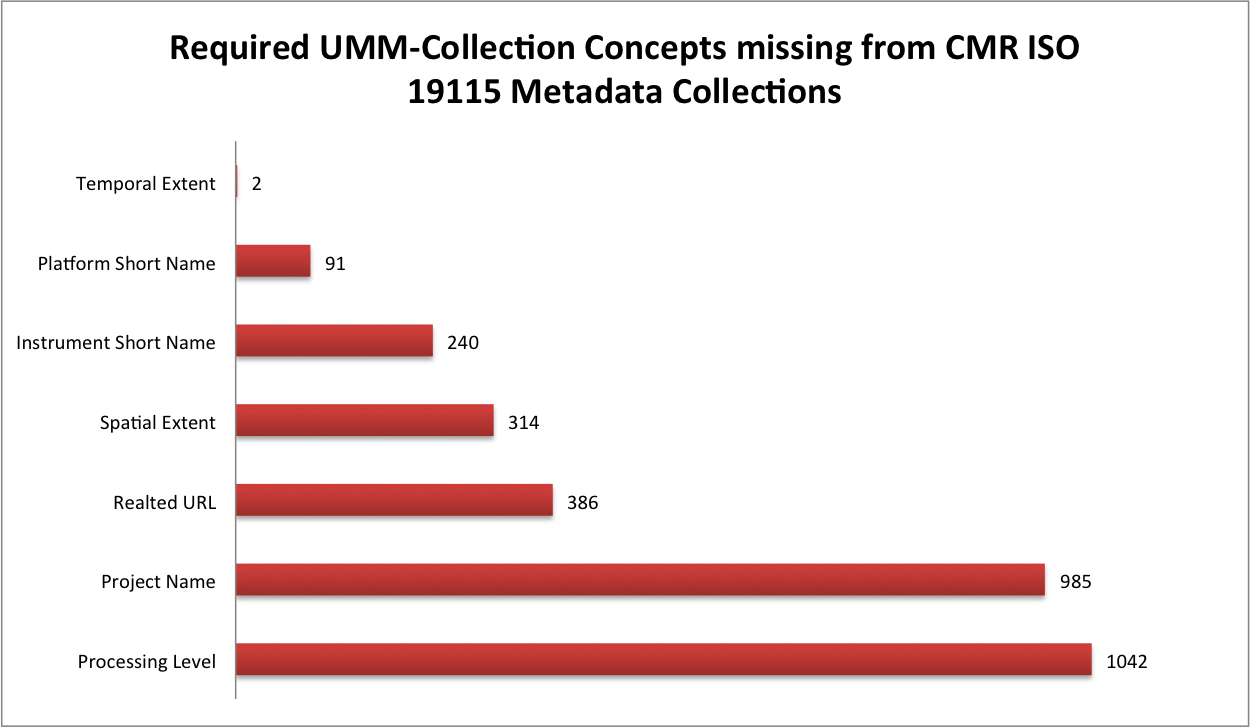 Required UMM-Collection Concepts missing from CMR ISO
19115 Metadata Collections
Temporal Extent 2
Platform Short Name 91
Instrument Short Name 240
Spatial Extent 314
Realted URL 386
Project Name 985
Processing Level 1042